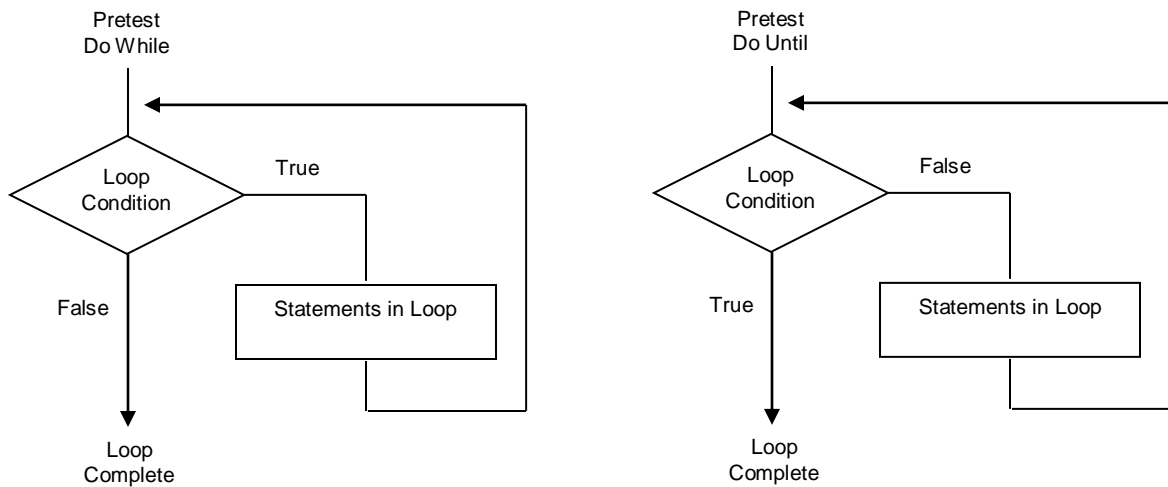 Pretest
Do While
Loop
Condition
True
False
Statements in Loop
Loop
Complete
Pretest
Do Until
Loop
Condition
False
True
Statements in Loop
Loop
Complete